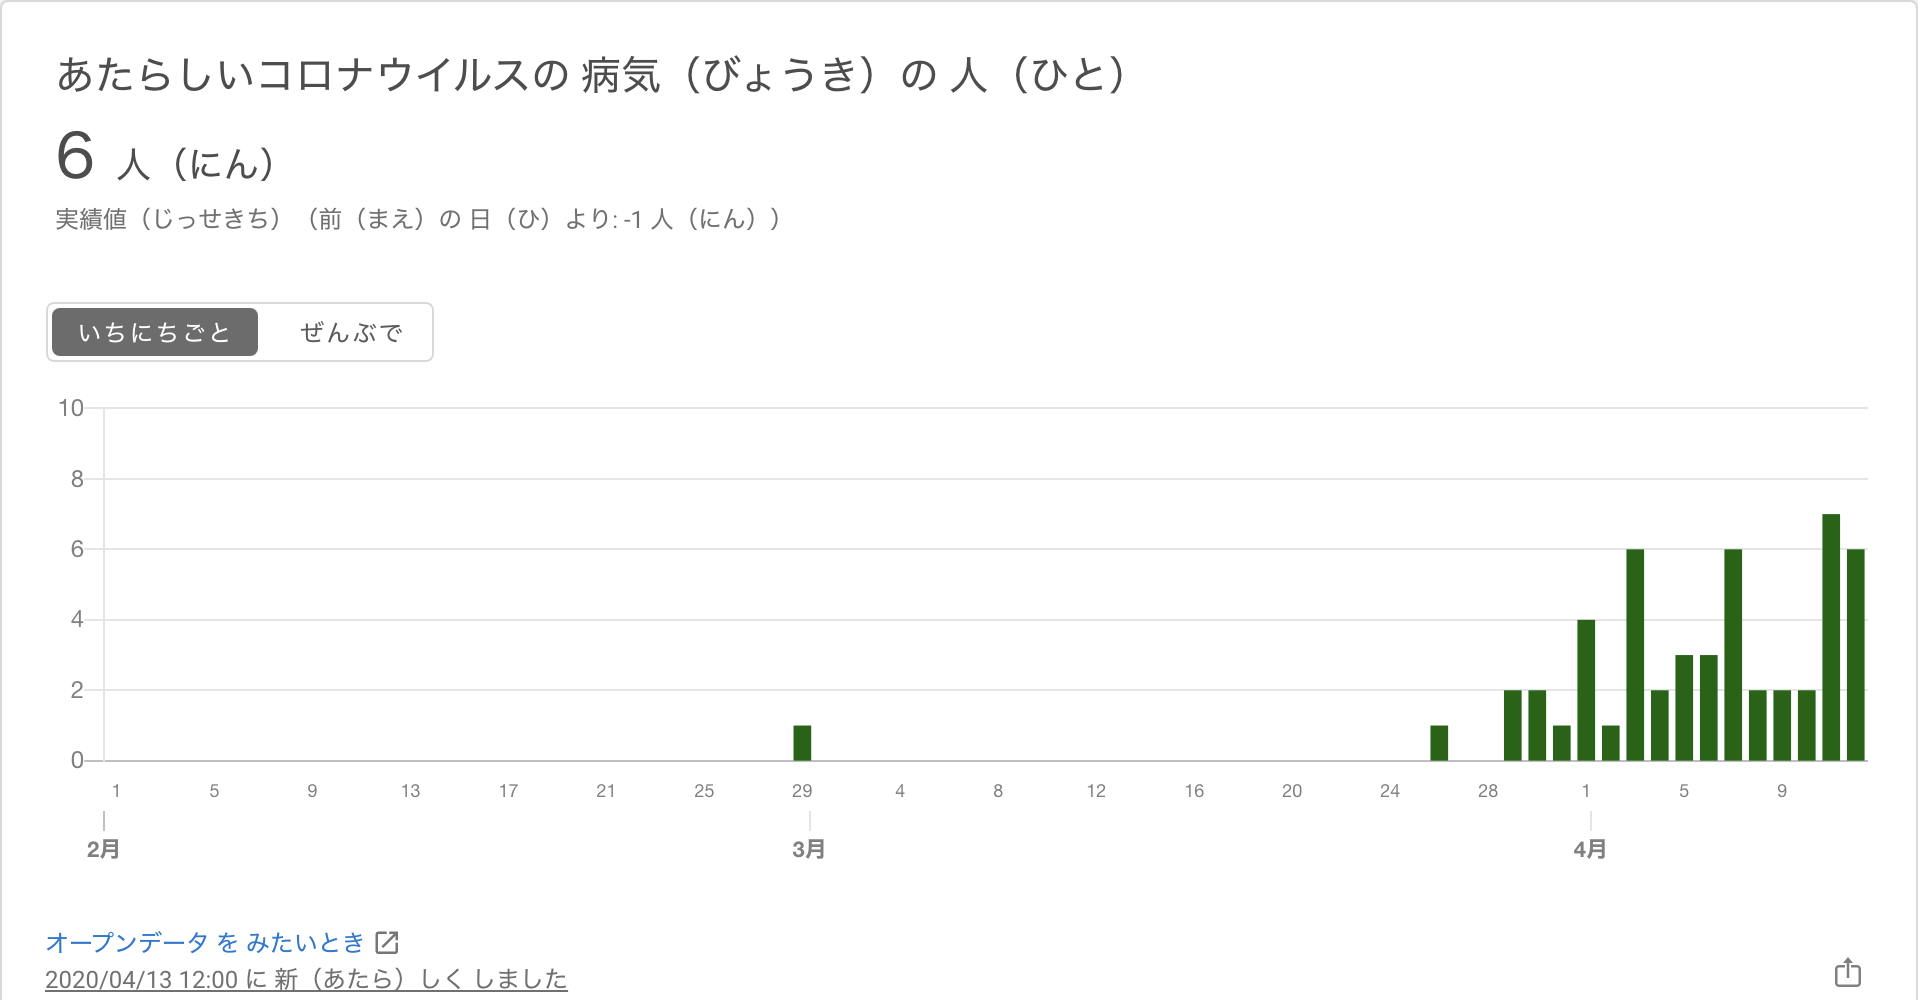 あたらしいコロナウイルスの 病気（びょうき）の 人（ひと）
6 人（にん）
実績値（じっせきち）（前（まえ）の 日（ひ）より: -1 人（にん））
いちにちごと ぜんぶで
10
8
6
4
2
0
1 5 9 13 17 21 25 29 4 8 12 16 20 24 28 1 5 9
2月 3月 4月
オープンデータ を みたいとき
2020/04/13 12:00 に 新（あたら）しく しました